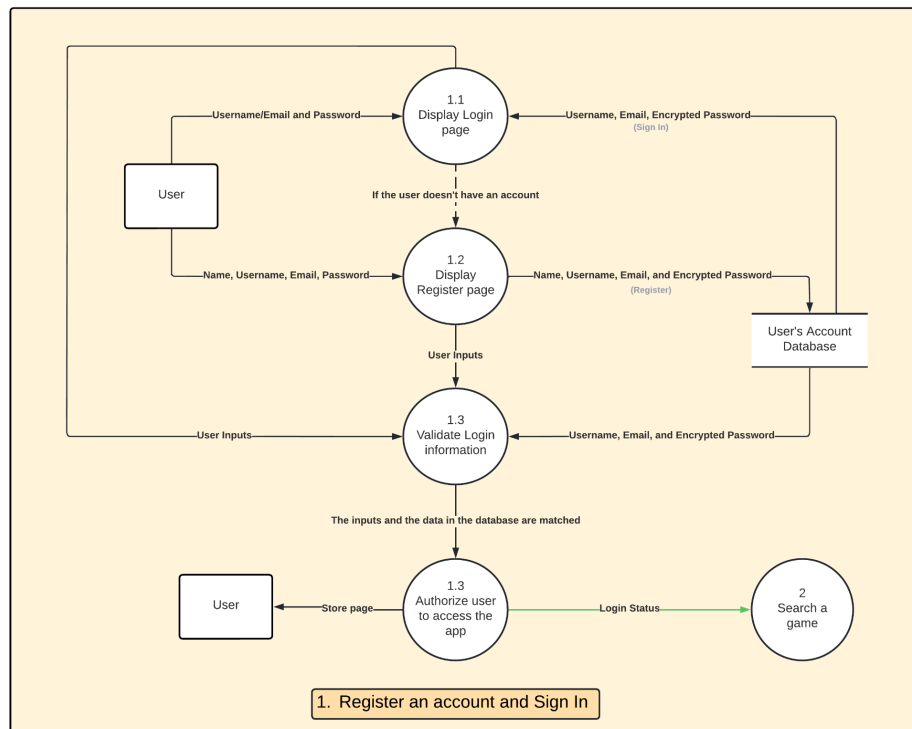 1.1
Display Login
page
Username/Email and Password
Username, Email, Encrypted Password
(Sign In)
User
If the user doesn't have an account
1.2
Display
Register page
Name, Username, Email, Password
Name, Username, Email, and Encrypted Password
(Register)
User's Account
Database
User Inputs
1.3
Validate Login
information
User Inputs
Username, Email, and Encrypted Password
The inputs and the data in the database are matched
1.3
Authorize user
to access the
app
User
Store page
Login Status
2
Search a
game
1. Register an account and Sign In